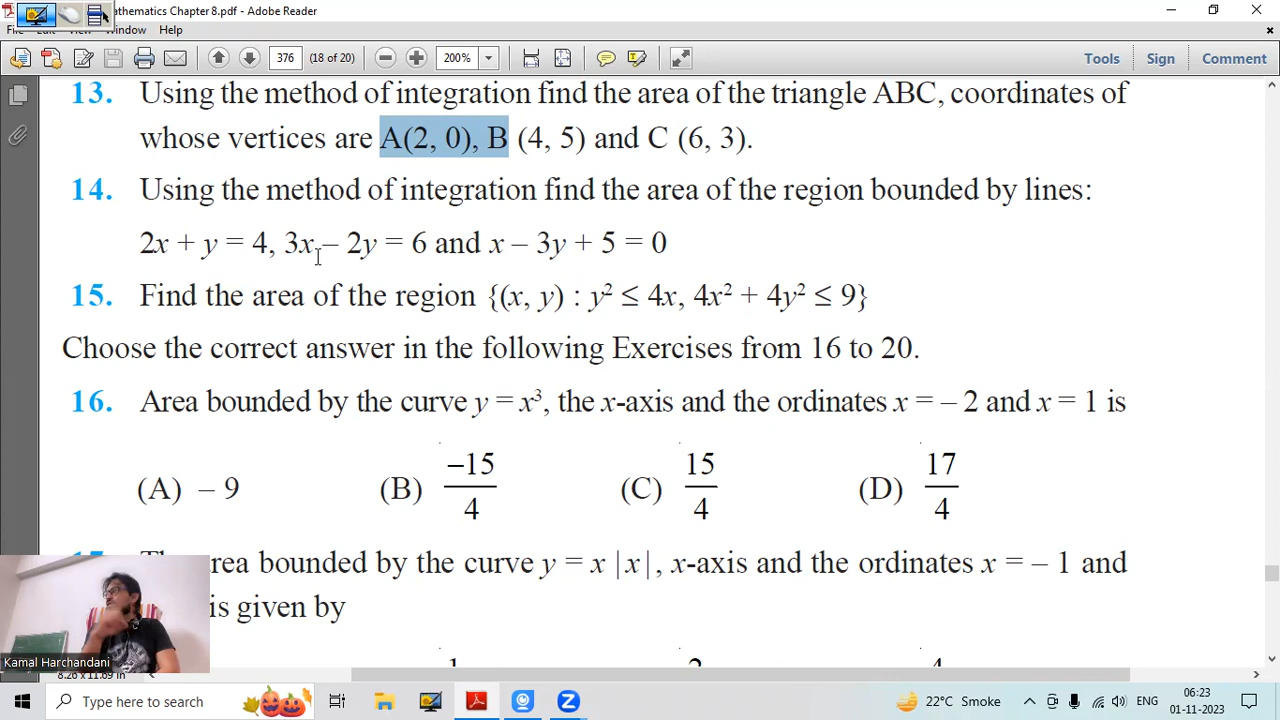 athematics Chapter 8.pdf - Adobe Reader
File Edit View Window Help
376 (18 of 20) 200% Tools Sign Comment
13. Using the method of integration find the area of the triangle ABC, coordinates of
whose vertices are A(2, 0), B (4, 5) and C (6, 3).
14. Using the method of integration find the area of the region bounded by lines:
2x + y = 4, 3x – 2y = 6 and x – 3y + 5 = 0
15. Find the area of the region {(x, y) : y² ≤ 4x, 4x² + 4y² ≤ 9}
Choose the correct answer in the following Exercises from 16 to 20.
16. Area bounded by the curve y = x³, the x-axis and the ordinates x = – 2 and x = 1 is
(A) – 9 (B) –15/4 (C) 15/4 (D) 17/4
rea bounded by the curve y = x |x|, x-axis and the ordinates x = – 1 and
is given by
Kamal Harchandani
8.26 x 11.69 in
Type here to search
22°C Smoke
ENG
06:23
01-11-2023